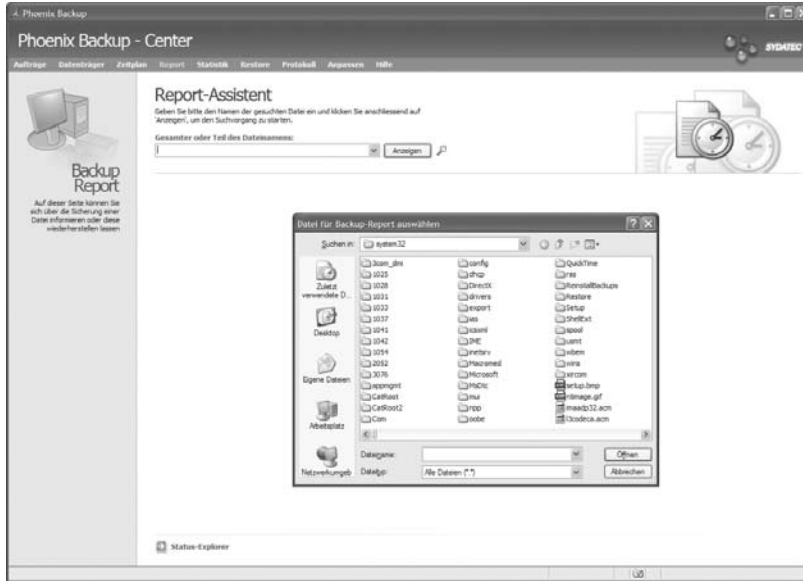 Phoenix Backup
Phoenix Backup - Center
SYDATEC
Aufträge Datenträger Zeitplan Report Statistik Restore Protokoll Anpassen Hilfe
Report-Assistent
Geben Sie bitte den Namen der gesuchten Datei ein und klicken Sie anschliessend auf
'Anzeigen', um den Suchvorgang zu starten.
Gesamter oder Teil des Dateinamens:
Anzeigen
Backup
Report
Auf dieser Seite können Sie
sich über die Sicherung einer
Datei informieren oder diese
wiederherstellen lassen
Datei für Backup-Report auswählen
Suchen in: system32
Zuletzt
verwendete D...
Desktop
Eigene Dateien
Arbeitsplatz
Netzwerkumgeb
3com_dmi
1025
1028
1031
1033
1037
1041
1042
1054
2052
3076
appmgmt
CatRoot
CatRoot2
Com
config
dhcp
DirectX
drivers
export
ias
icsxml
IME
inetsrv
Macromed
Microsoft
MsDtc
mui
npp
oobe
QuickTime
ras
ReinstallBackups
Restore
Setup
ShellExt
spool
usmt
wbem
wins
xircom
setup.bmp
ntimage.gif
imaadp32.acm
l3codeca.acm
Dateiname:
Öffnen
Dateityp: Alle Dateien (*.*)
Abbrechen
Status-Explorer